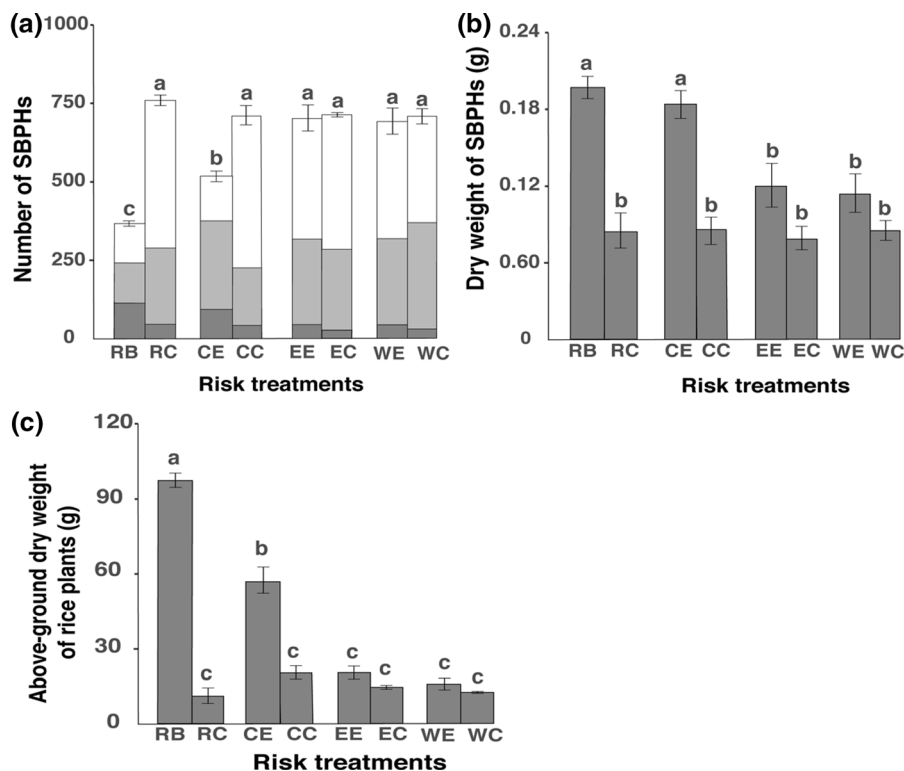 (a)
Number of SBPHs
1000
750
500
250
0
c
a
b
a
a
a
a
a
RB RC CE CC EE EC WE WC
Risk treatments
(b)
Dry weight of SBPHs (g)
0.24
0.18
0.12
0.60
0
a
b
a
b
b
b
b
b
RB RC CE CC EE EC WE WC
Risk treatments
(c)
Above-ground dry weight
of rice plants (g)
120
90
60
30
0
a
c
b
c
c
c
c
c
RB RC CE CC EE EC WE WC
Risk treatments